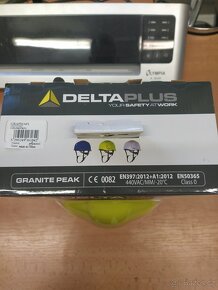 OLYMPIA
DELTAPLUS
YOUR SAFETY AT WORK
GRANITE PEAK
CE 0082
EN397:2012+A1:2012
440VAC/MM/-20°C
EN50365
Class 0